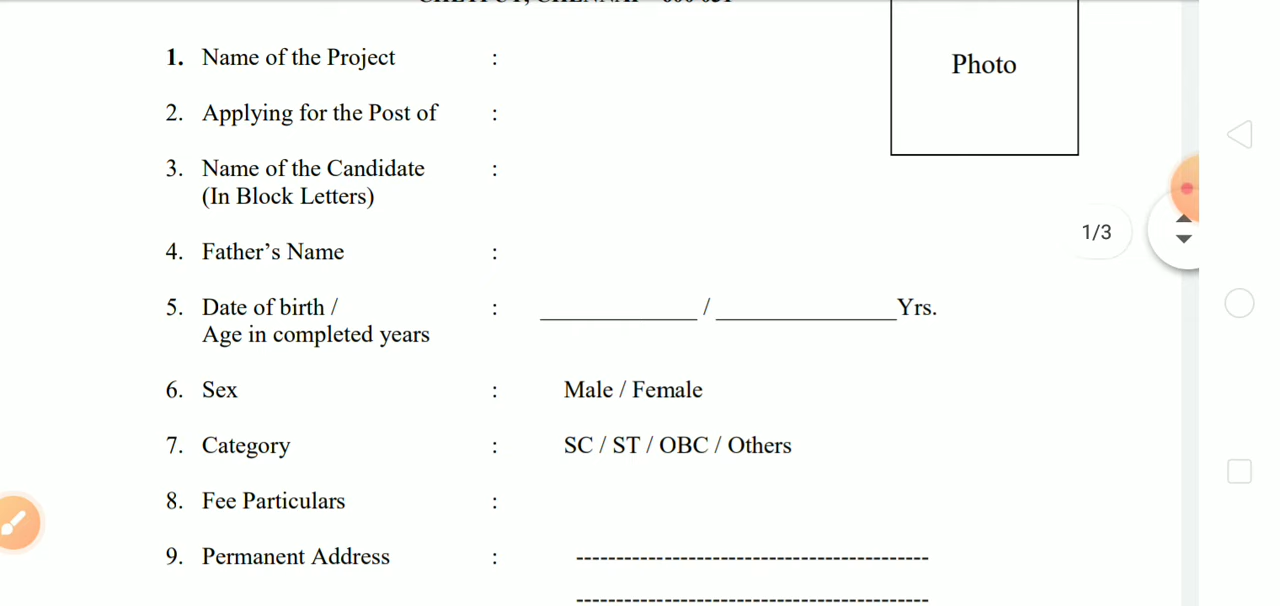 Photo
1. Name of the Project :
2. Applying for the Post of :
3. Name of the Candidate :
(In Block Letters)
1/3
4. Father’s Name :
5. Date of birth / : _____________ / _______________Yrs.
Age in completed years
6. Sex : Male / Female
7. Category : SC / ST / OBC / Others
8. Fee Particulars :
9. Permanent Address : --------------------------------------------
--------------------------------------------